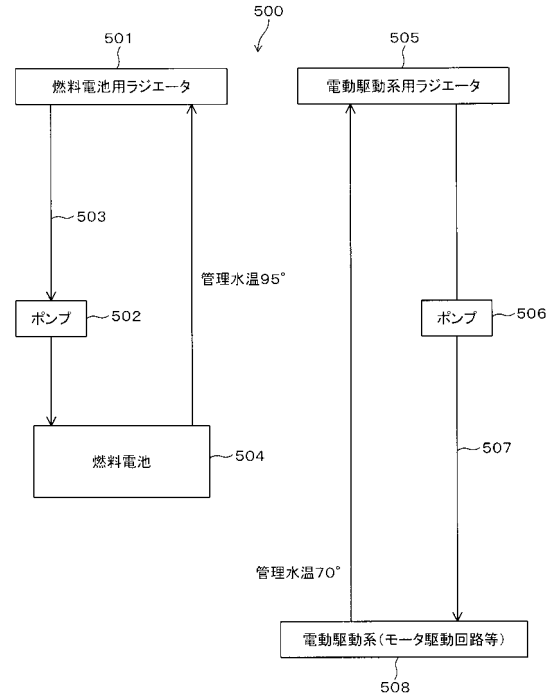 500
501
505
燃料電池用ラジエータ
電動駆動系用ラジエータ
503
管理水温95°
ポンプ
502
ポンプ
506
燃料電池
504
507
管理水温70°
電動駆動系(モータ駆動回路等)
508